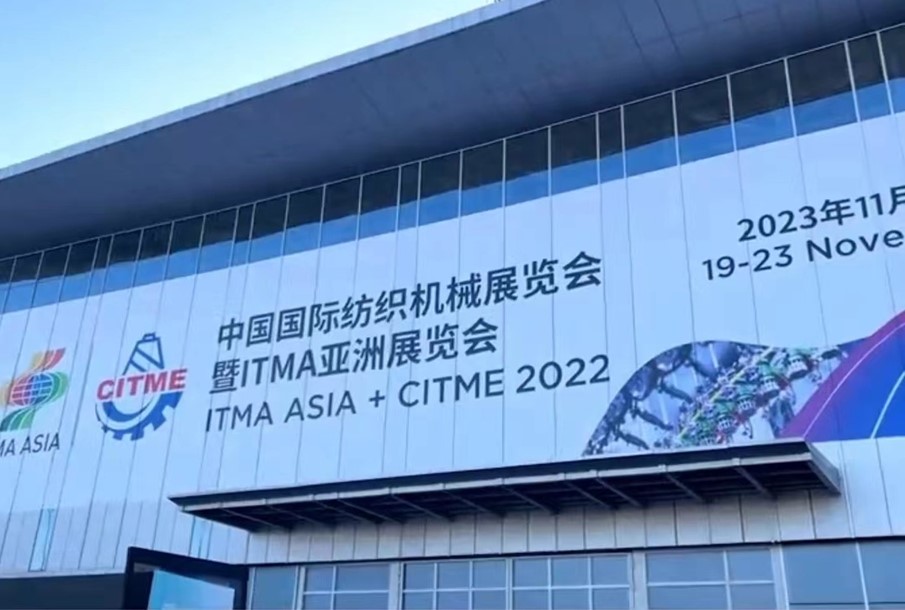 中国国际纺织机械展览会
暨ITMA亚洲展览会
ITMA ASIA + CITME 2022
2023年11月
19-23 Nove
CITME
MA ASIA